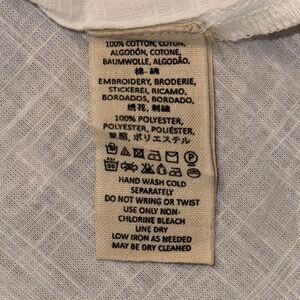 100% COTTON, COTON,
ALGODÓN, COTONE,
BAUMWOLLE, ALGODÃO,
棉- 綿
EMBROIDERY, BRODERIE,
STICKEREI, RICAMO,
BORDADOS, BORDADO,
绣花, 刺繍
100% POLYESTER,
POLYESTER, POLIÉSTER,
ポリエステル
HAND WASH COLD
SEPARATELY
DO NOT WRING OR TWIST
USE ONLY NON-
CHLORINE BLEACH
LINE DRY
LOW IRON AS NEEDED
MAY BE DRY CLEANED